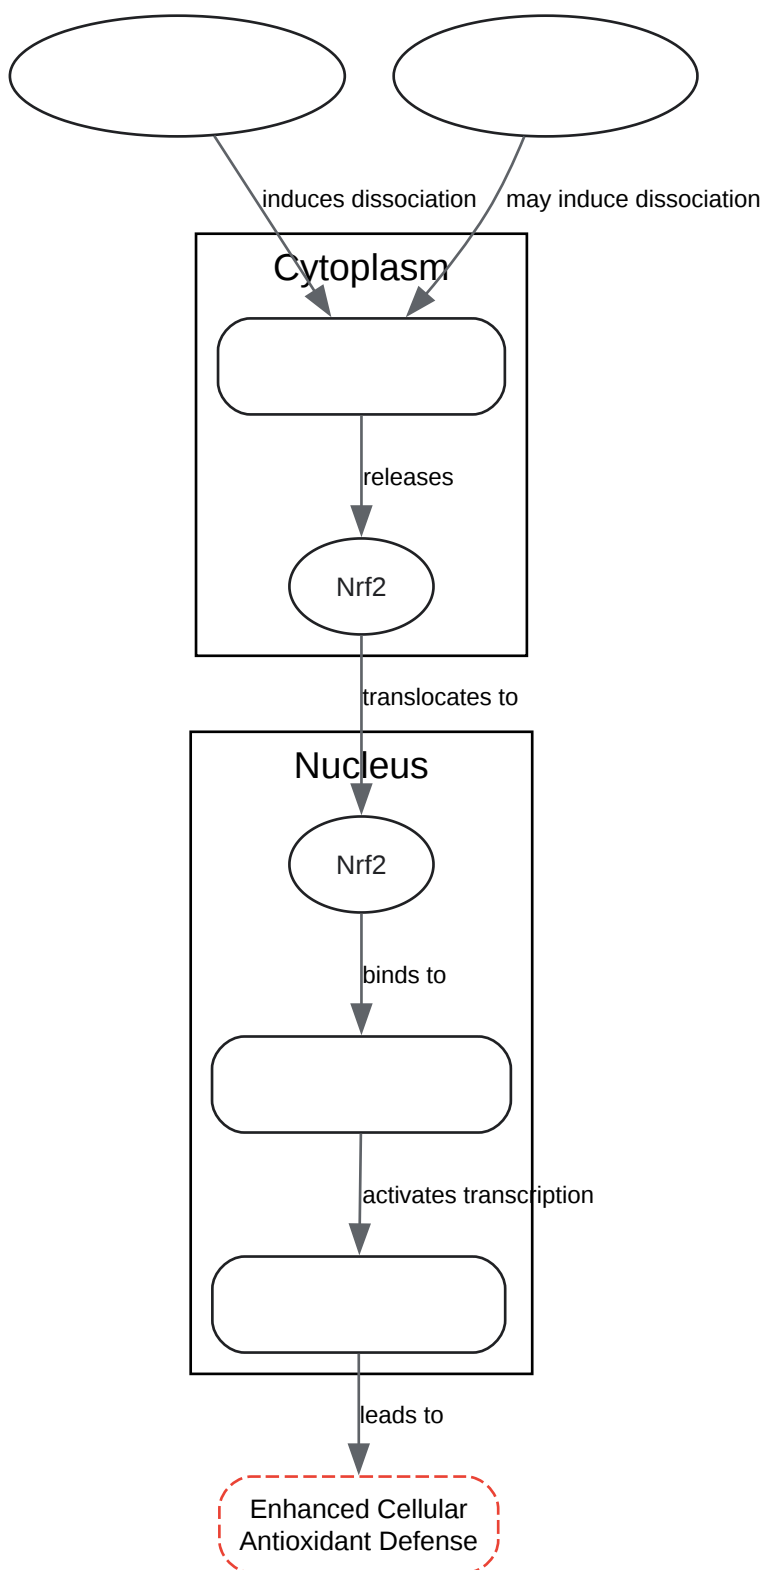 induces dissociation
may induce dissociation
Cytoplasm
releases
Nrf2
translocates to
Nucleus
Nrf2
binds to
activates transcription
leads to
Enhanced Cellular
Antioxidant Defense